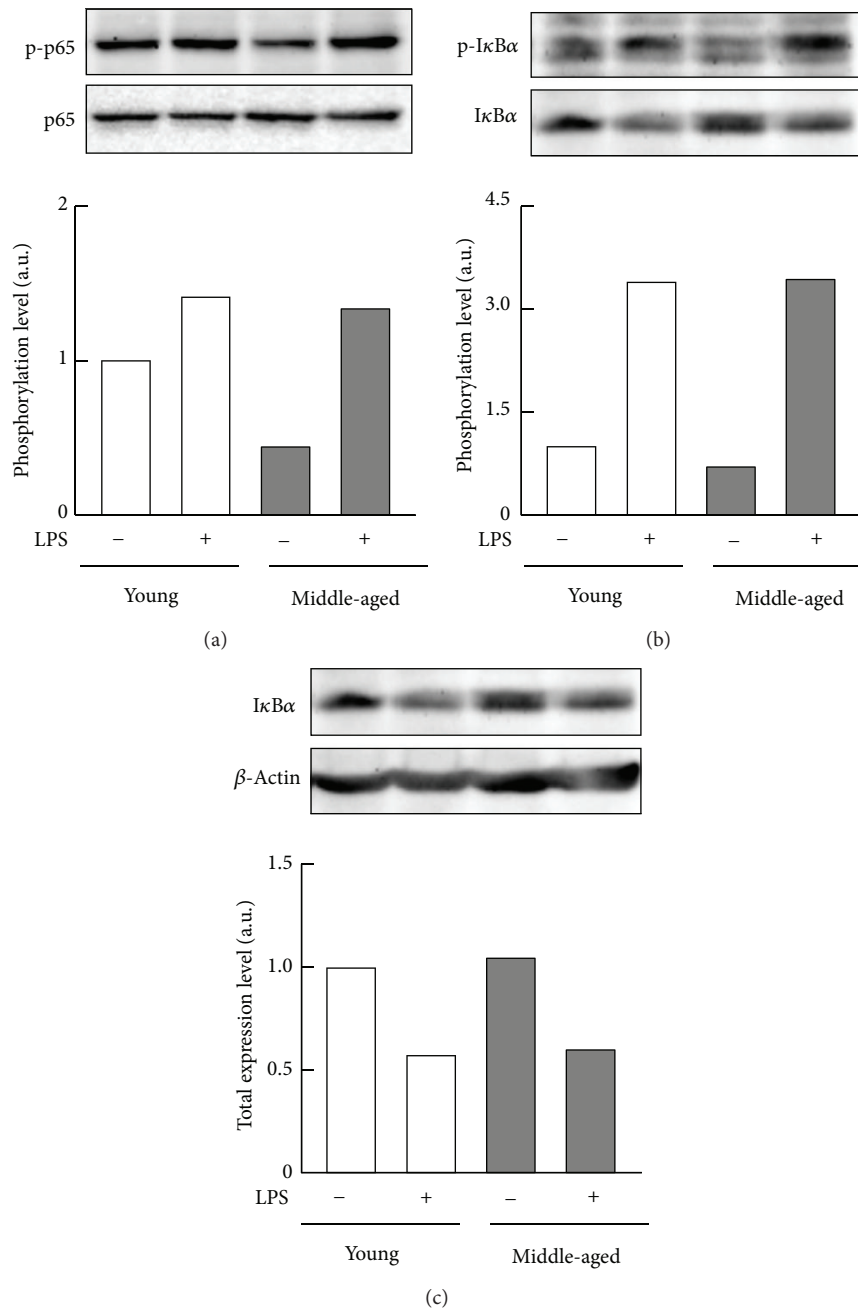 p-p65
p65
Phosphorylation level (a.u.)
2
1
0
LPS – + – +
Young Middle-aged
(a)
p-IκBα
IκBα
Phosphorylation level (a.u.)
4.5
3.0
1.5
0
LPS – + – +
Young Middle-aged
(b)
IκBα
β-Actin
Total expression level (a.u.)
1.5
1.0
0.5
0
LPS – + – +
Young Middle-aged
(c)